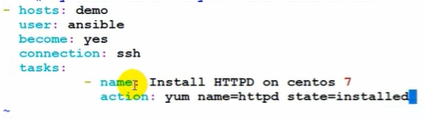 - hosts: demo
  user: ansible
  become: yes
  connection: ssh
  tasks:
          - name: Install HTTPD on centos 7
            action: yum name=httpd state=installed
~